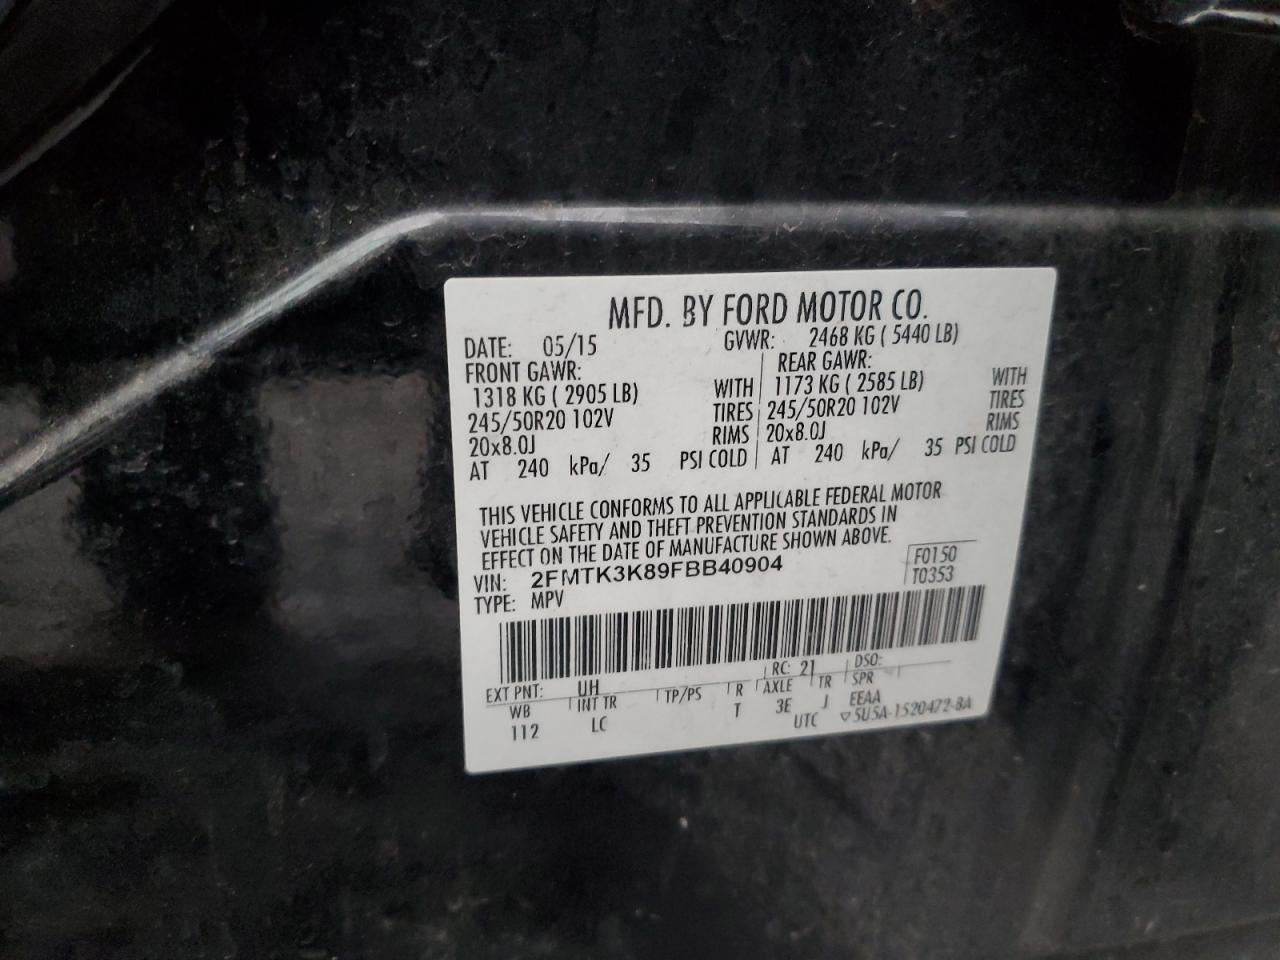 MFD. BY FORD MOTOR CO.
DATE: 05/15 GVWR: 2468 KG ( 5440 LB)
FRONT GAWR: REAR GAWR:
1318 KG ( 2905 LB) WITH 1173 KG ( 2585 LB) WITH
245/50R20 102V TIRES 245/50R20 102V TIRES
20x8.0J RIMS 20x8.0J RIMS
AT 240 kPa/ 35 PSI COLD AT 240 kPa/ 35 PSI COLD
THIS VEHICLE CONFORMS TO ALL APPLICABLE FEDERAL MOTOR
VEHICLE SAFETY AND THEFT PREVENTION STANDARDS IN
EFFECT ON THE DATE OF MANUFACTURE SHOWN ABOVE.
VIN: 2FMTK3K89FBB40904 F0150
TYPE: MPV T0353
EXT PNT: UH RC: 21 DSO:
WB INT TR TP/PS R AXLE TR SPR
112 LC T 3E J EEAA
UTC ▽5U5A-1520472-BA